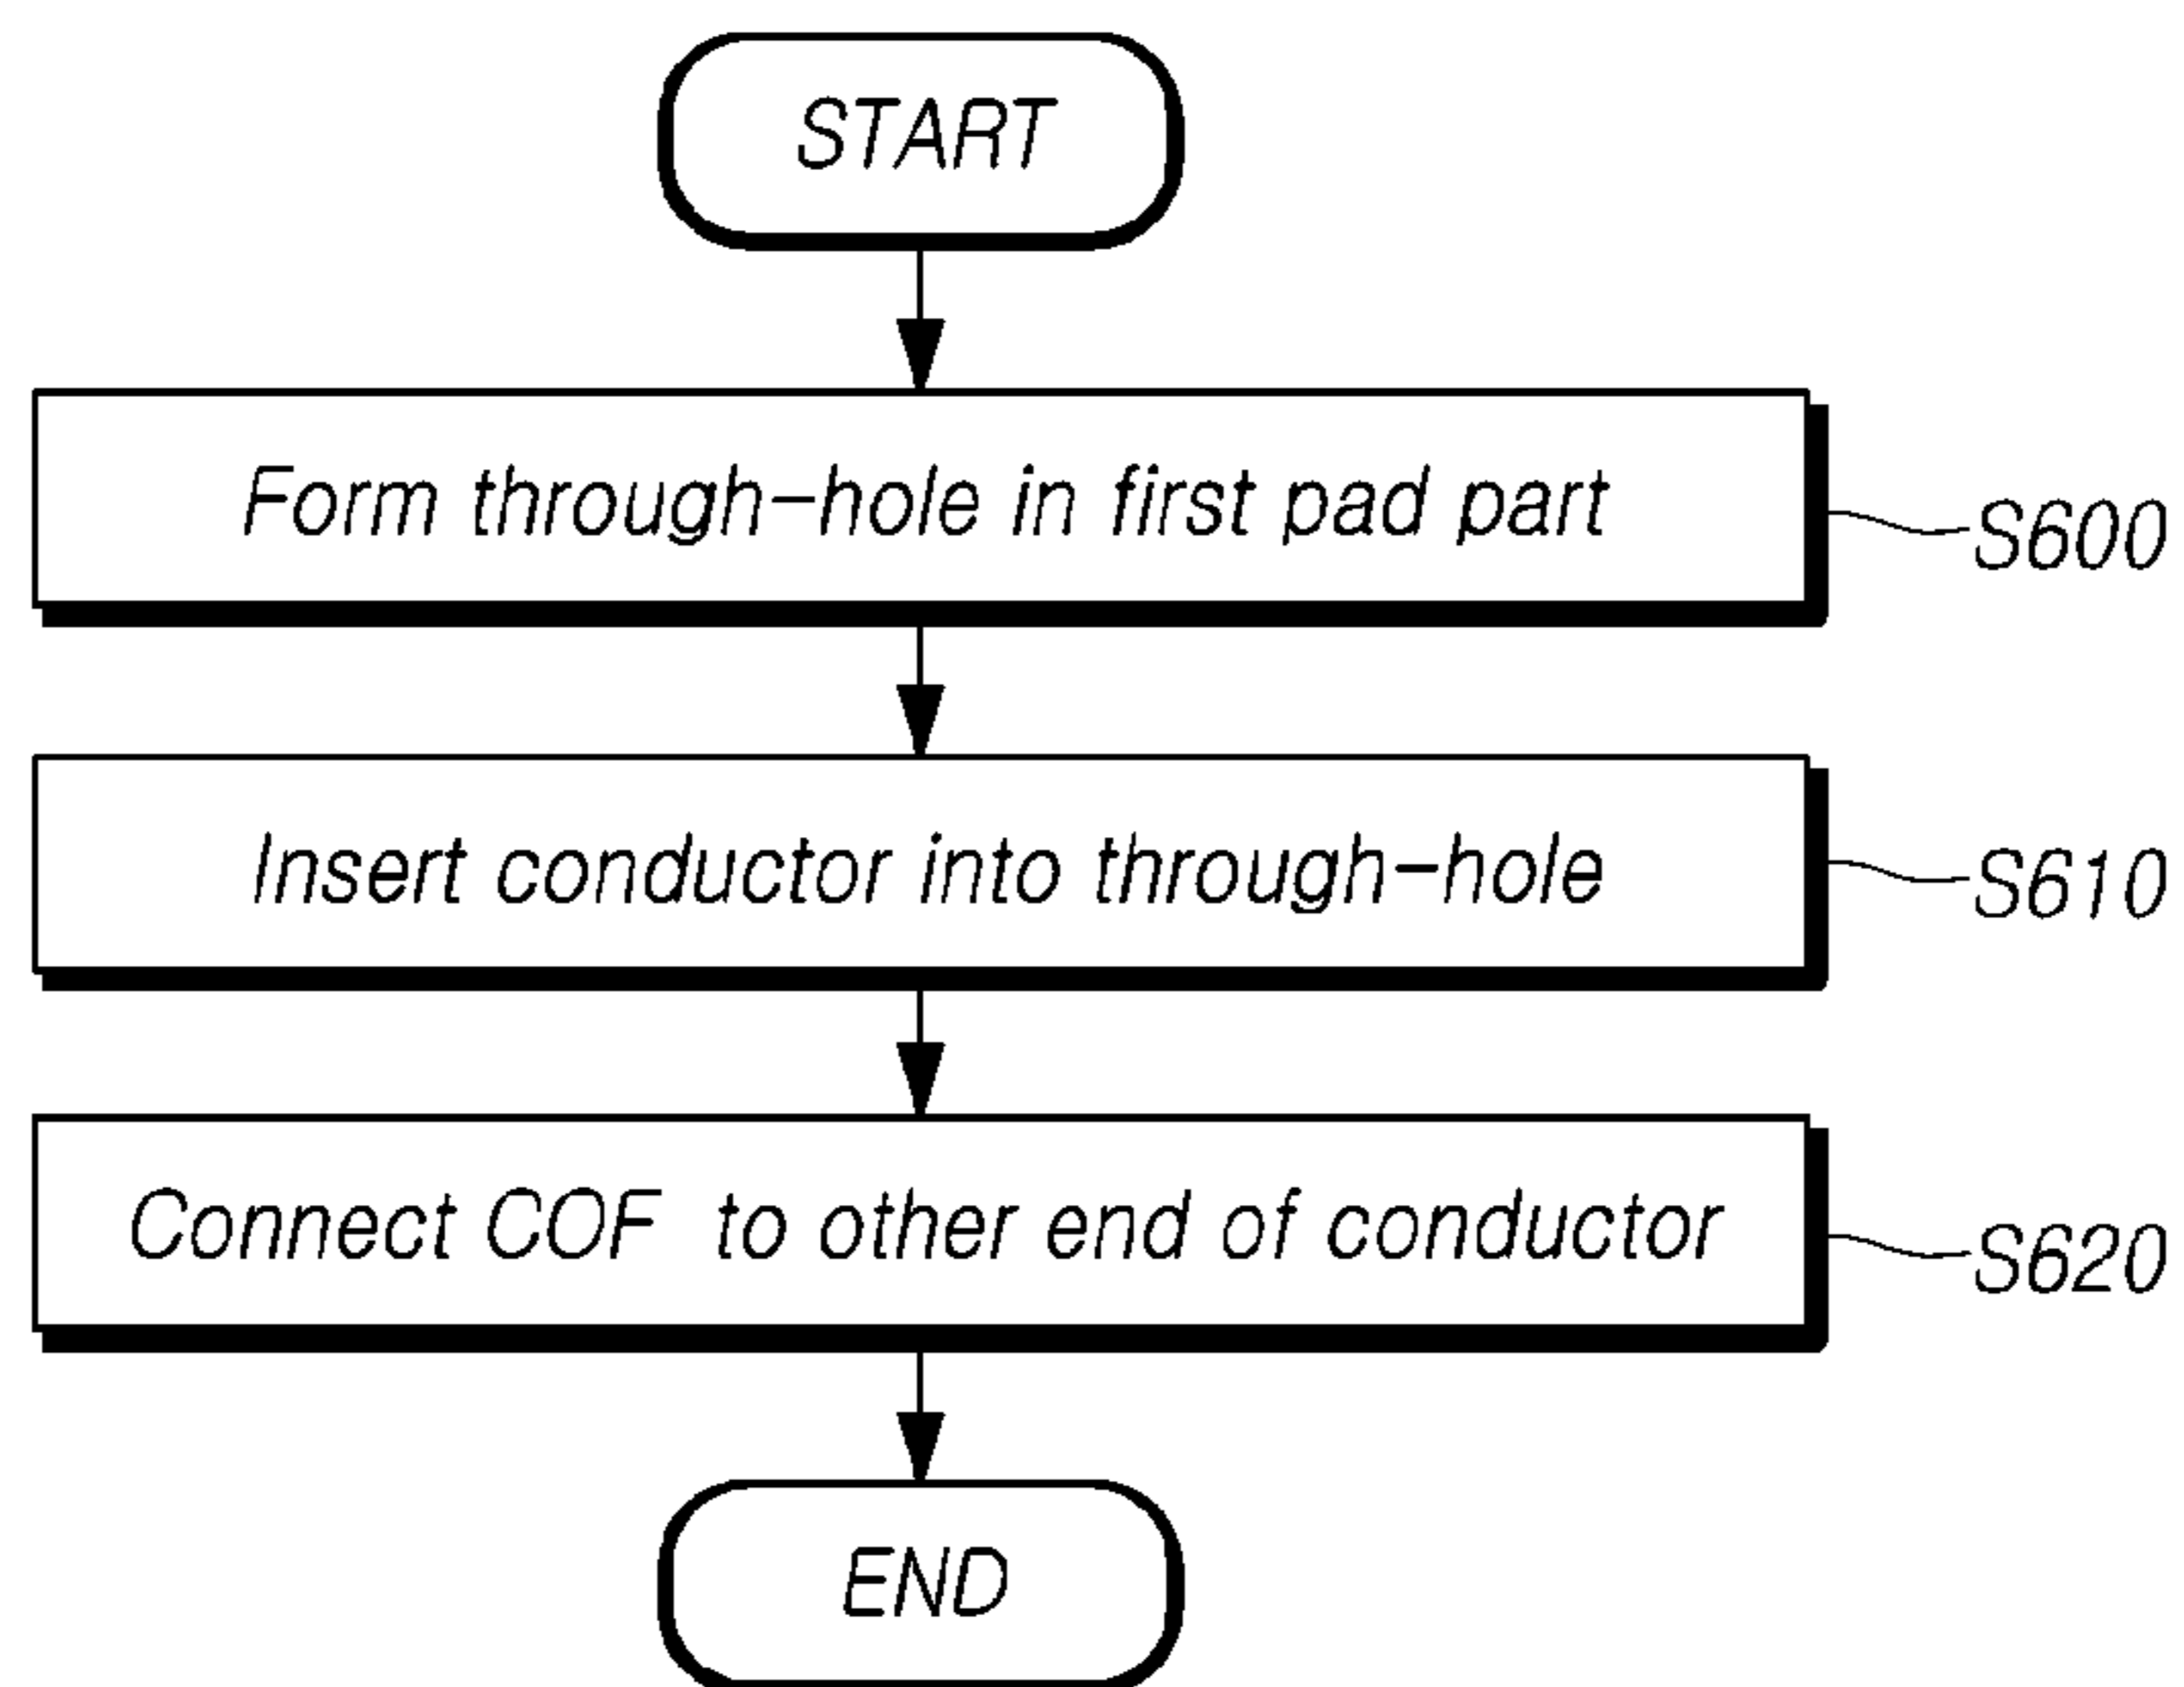 START
Form through-hole in first pad part
S600
Insert conductor into through-hole
S610
Connect COF to other end of conductor
S620
END